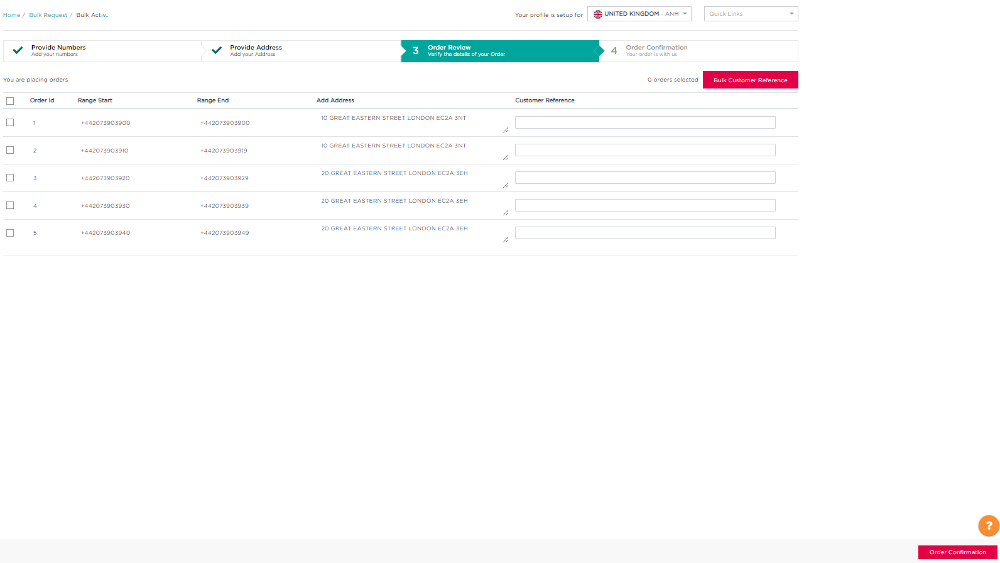 Home / Bulk Request / Bulk Activ..
Your profile is setup for UNITED KINGDOM - ANH Quick Links
Provide Numbers
Add your numbers
Provide Address
Add your Address
3 Order Review
Verify the details of your Order
4 Order Confirmation
Your order is with us
You are placing orders 0 orders selected Bulk Customer Reference
Order Id Range Start Range End Add Address Customer Reference
1 +442073903900 +442073903900 10 GREAT EASTERN STREET LONDON EC2A 3NT
2 +442073903910 +442073903919 10 GREAT EASTERN STREET LONDON EC2A 3NT
3 +442073903920 +442073903929 20 GREAT EASTERN STREET LONDON EC2A 3EH
4 +442073903930 +442073903939 20 GREAT EASTERN STREET LONDON EC2A 3EH
5 +442073903940 +442073903949 20 GREAT EASTERN STREET LONDON EC2A 3EH
?
Order Confirmation